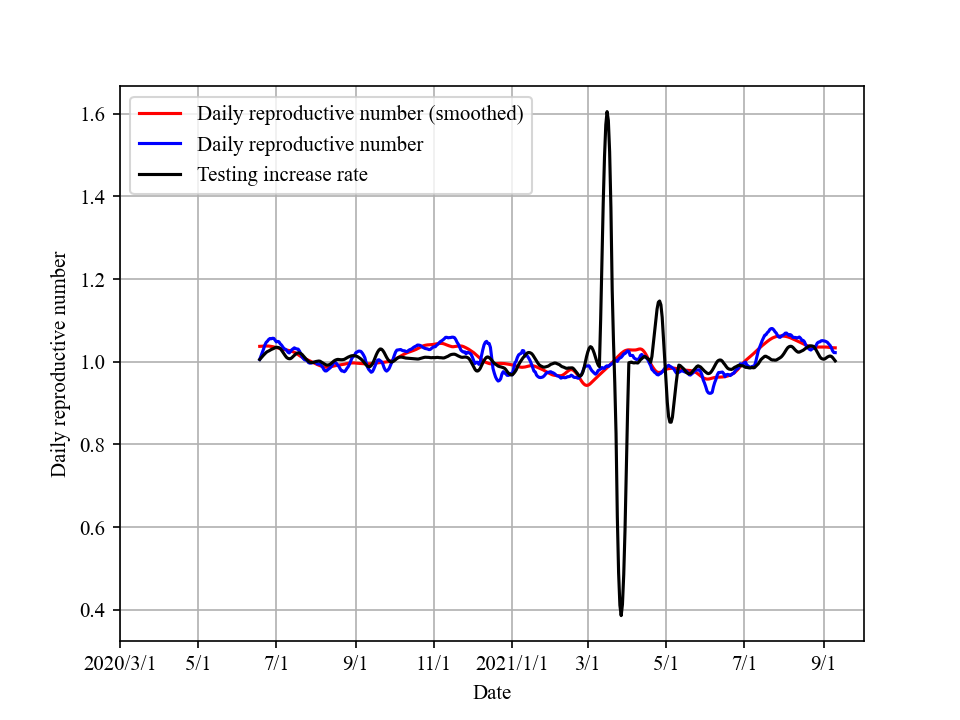 Daily reproductive number (smoothed)
Daily reproductive number
Testing increase rate
Daily reproductive number
1.6
1.4
1.2
1.0
0.8
0.6
0.4
2020/3/1 5/1 7/1 9/1 11/1 2021/1/1 3/1 5/1 7/1 9/1
Date